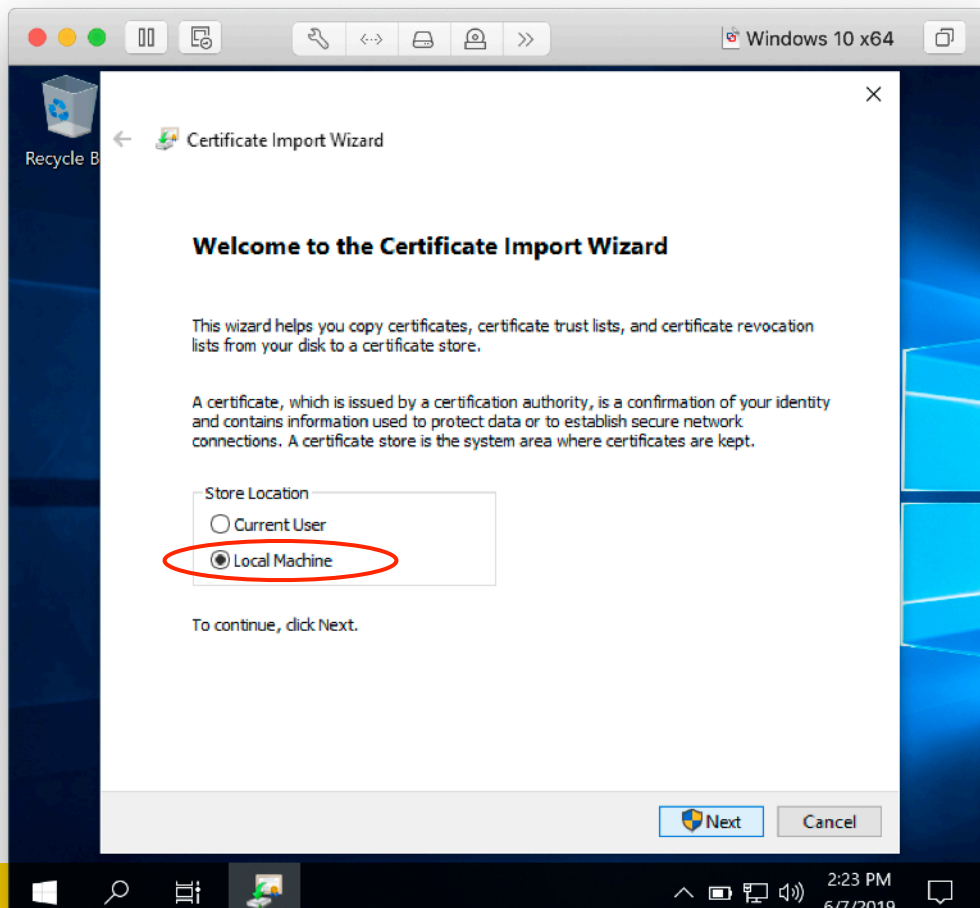 Windows 10 x64
Recycle B
Certificate Import Wizard
Welcome to the Certificate Import Wizard
This wizard helps you copy certificates, certificate trust lists, and certificate revocation
lists from your disk to a certificate store.
A certificate, which is issued by a certification authority, is a confirmation of your identity
and contains information used to protect data or to establish secure network
connections. A certificate store is the system area where certificates are kept.
Store Location
Current User
Local Machine
To continue, click Next.
Next Cancel
2:23 PM
6/7/2019